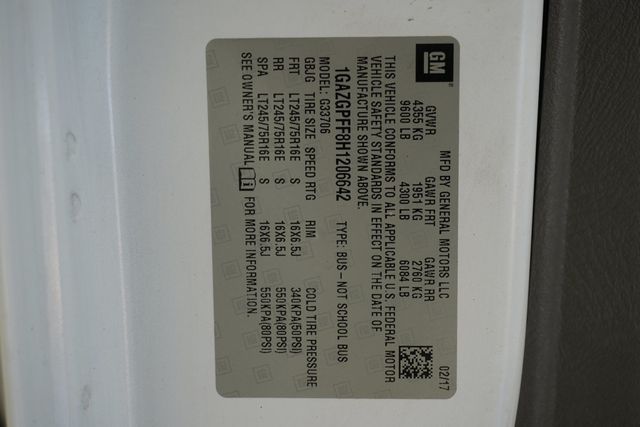 GM
MFD BY GENERAL MOTORS LLC 02/17
GVWR GAWR FRT GAWR RR
4355 KG 1951 KG 2760 KG
9600 LB 4300 LB 6084 LB
THIS VEHICLE CONFORMS TO ALL APPLICABLE U.S. FEDERAL MOTOR
VEHICLE SAFETY STANDARDS IN EFFECT ON THE DATE OF
MANUFACTURE SHOWN ABOVE.
1GAZGPFF8H1206642 TYPE: BUS–NOT SCHOOL BUS
MODEL: G33706
GBJG TIRE SIZE SPEED RTG RIM COLD TIRE PRESSURE
FRT LT245/75R16E S 16X6.5J 340KPA(50PSI)
RR LT245/75R16E S 16X6.5J 550KPA(80PSI)
SPA LT245/75R16E S 16X6.5J 550KPA(80PSI)
SEE OWNER'S MANUAL FOR MORE INFORMATION.